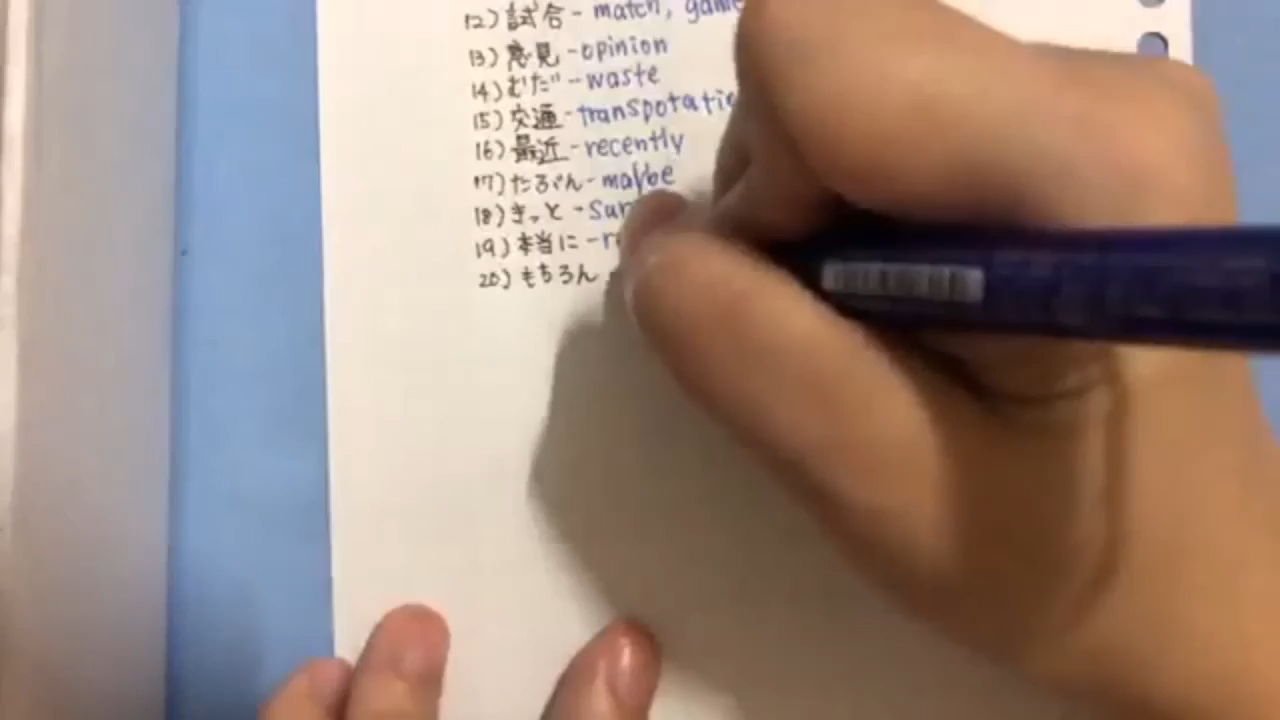 12) 試合 - match, game
13) 意見 - opinion
14) むだ - waste
15) 交通 - transpotatio
16) 最近 - recently
17) たぶん - maybe
18) きっと - sur
19) 本当に - r
20) もちろん